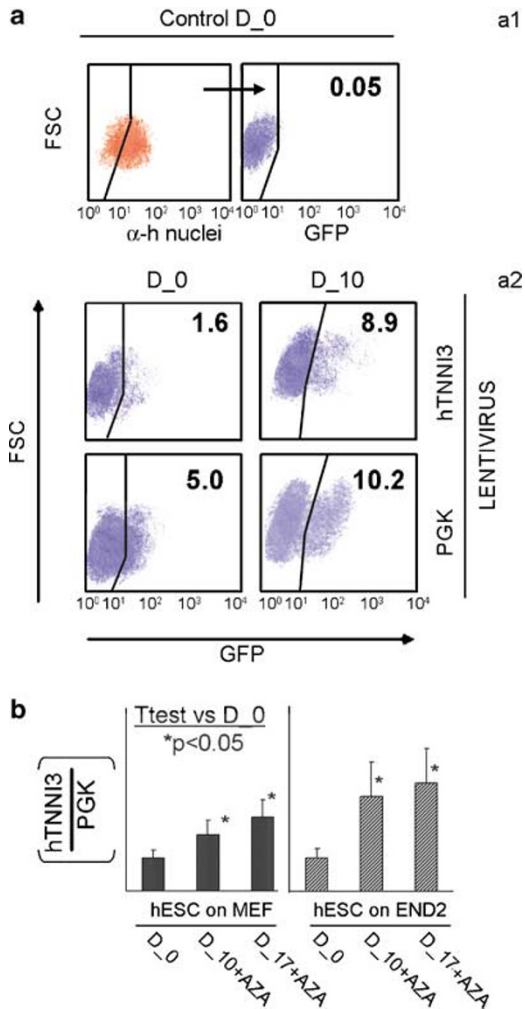 a
Control D_0
a1
0.05
FSC
10⁰ 10¹ 10² 10³ 10⁴
10⁰ 10¹ 10² 10³ 10⁴
α-h nuclei
GFP
D_0
D_10
a2
1.6
8.9
hTNNI3
FSC
LENTIVIRUS
5.0
10.2
PGK
10⁰ 10¹ 10² 10³ 10⁴
10⁰ 10¹ 10² 10³ 10⁴
GFP
b
Ttest vs D_0
*p<0.05
hTNNI3
PGK
* *
* *
hESC on MEF
hESC on END2
D_0
D_10+AZA
D_17+AZA
D_0
D_10+AZA
D_17+AZA